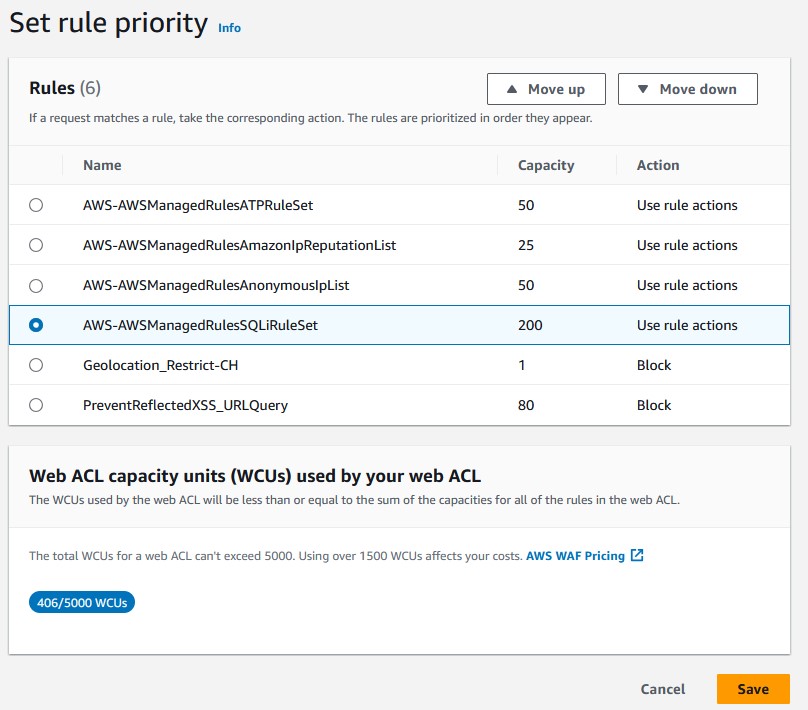 Set rule priority Info
Rules (6)
Move up
Move down
If a request matches a rule, take the corresponding action. The rules are prioritized in order they appear.
Name Capacity Action
AWS-AWSManagedRulesATPRuleSet 50 Use rule actions
AWS-AWSManagedRulesAmazonIpReputationList 25 Use rule actions
AWS-AWSManagedRulesAnonymousIpList 50 Use rule actions
AWS-AWSManagedRulesSQLiRuleSet 200 Use rule actions
Geolocation_Restrict-CH 1 Block
PreventReflectedXSS_URLQuery 80 Block
Web ACL capacity units (WCUs) used by your web ACL
The WCUs used by the web ACL will be less than or equal to the sum of the capacities for all of the rules in the web ACL.
The total WCUs for a web ACL can't exceed 5000. Using over 1500 WCUs affects your costs. AWS WAF Pricing
406/5000 WCUs
Cancel Save